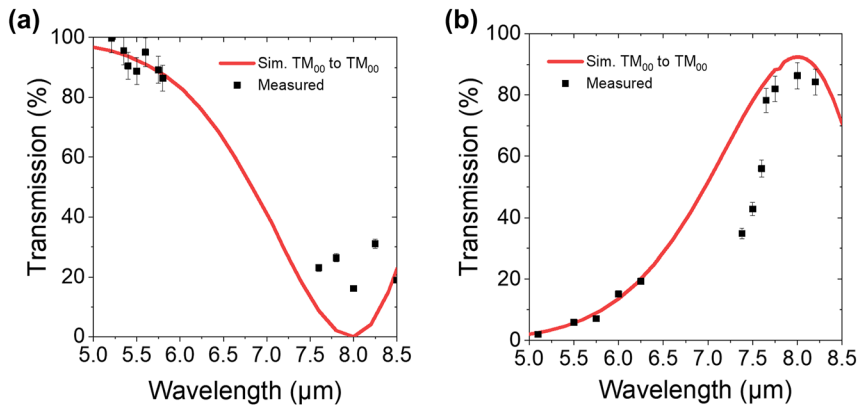 (a)
100
80
60
40
20
0
Transmission (%)
Sim. TM00 to TM00
Measured
5.0 5.5 6.0 6.5 7.0 7.5 8.0 8.5
Wavelength (μm)
(b)
100
80
60
40
20
0
Transmission (%)
Sim. TM00 to TM00
Measured
5.0 5.5 6.0 6.5 7.0 7.5 8.0 8.5
Wavelength (μm)